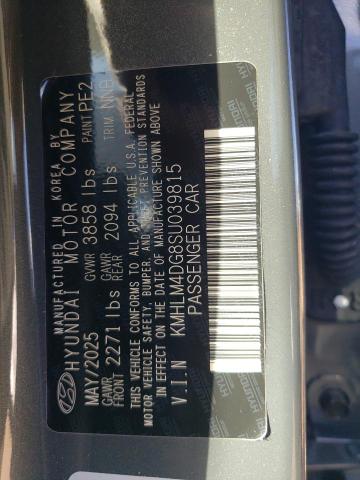 MANUFACTURED IN KOREA BY
HYUNDAI MOTOR COMPANY
MAY/2025 GVWR 3858 lbs PAINT PE2
GAWR FRONT 2271 lbs GAWR REAR 2094 lbs TRIM
THIS VEHICLE CONFORMS TO ALL APPLICABLE U.S.A. FEDERAL
MOTOR VEHICLE SAFETY, BUMPER, AND THEFT PREVENTION STANDARDS
IN EFFECT ON THE DATE OF MANUFACTURE SHOWN ABOVE
V I N KMHLM4DG8SU039815
PASSENGER CAR
HYUNDAI